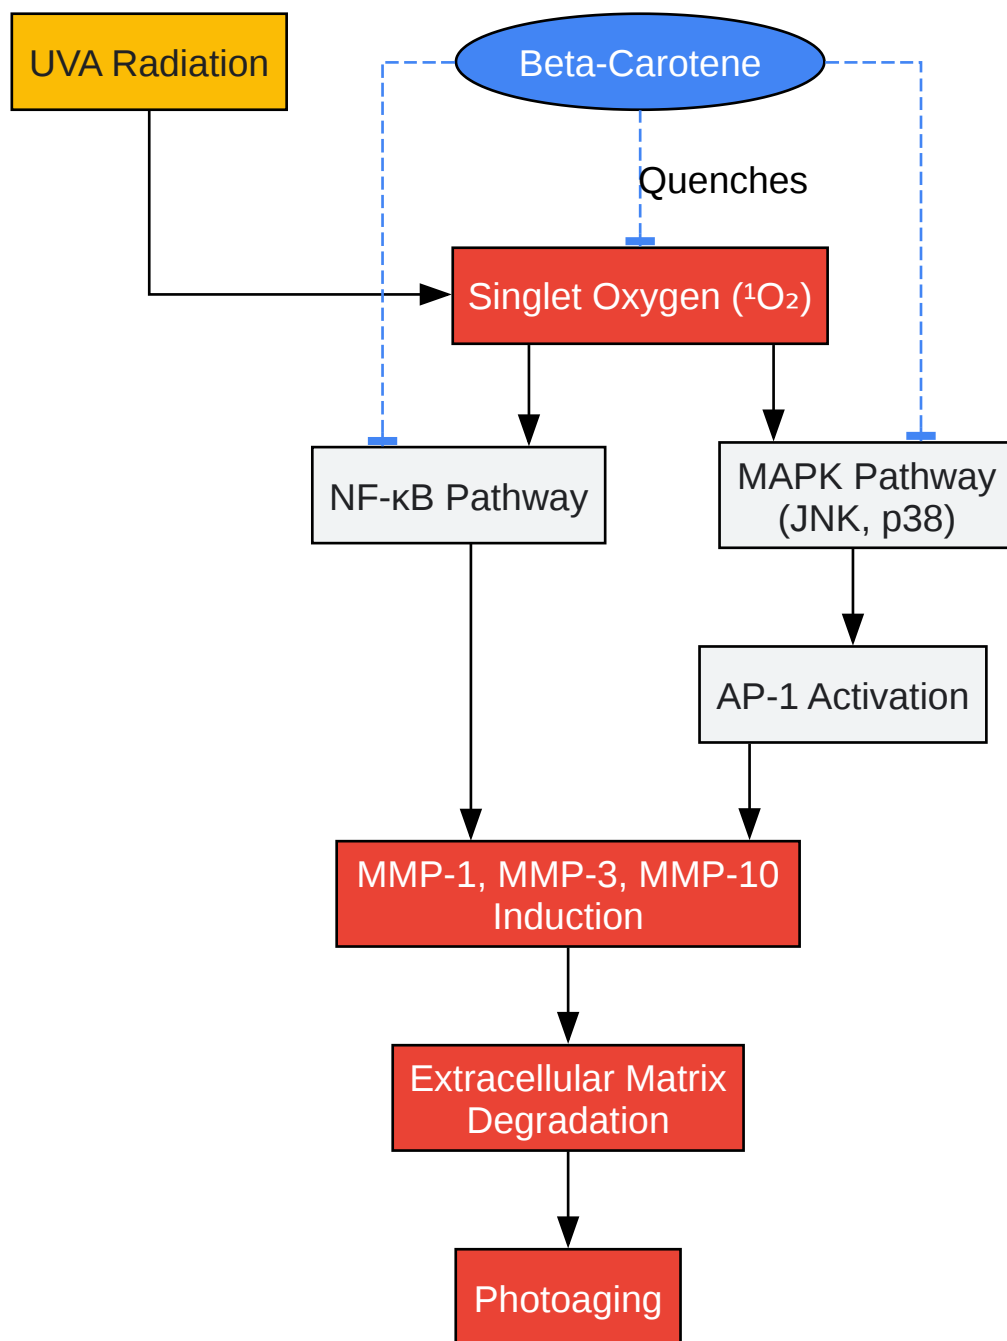 UVA Radiation
Beta-Carotene
Quenches
Singlet Oxygen (¹O₂)
NF-κB Pathway
MAPK Pathway
(JNK, p38)
AP-1 Activation
MMP-1, MMP-3, MMP-10
Induction
Extracellular Matrix
Degradation
Photoaging